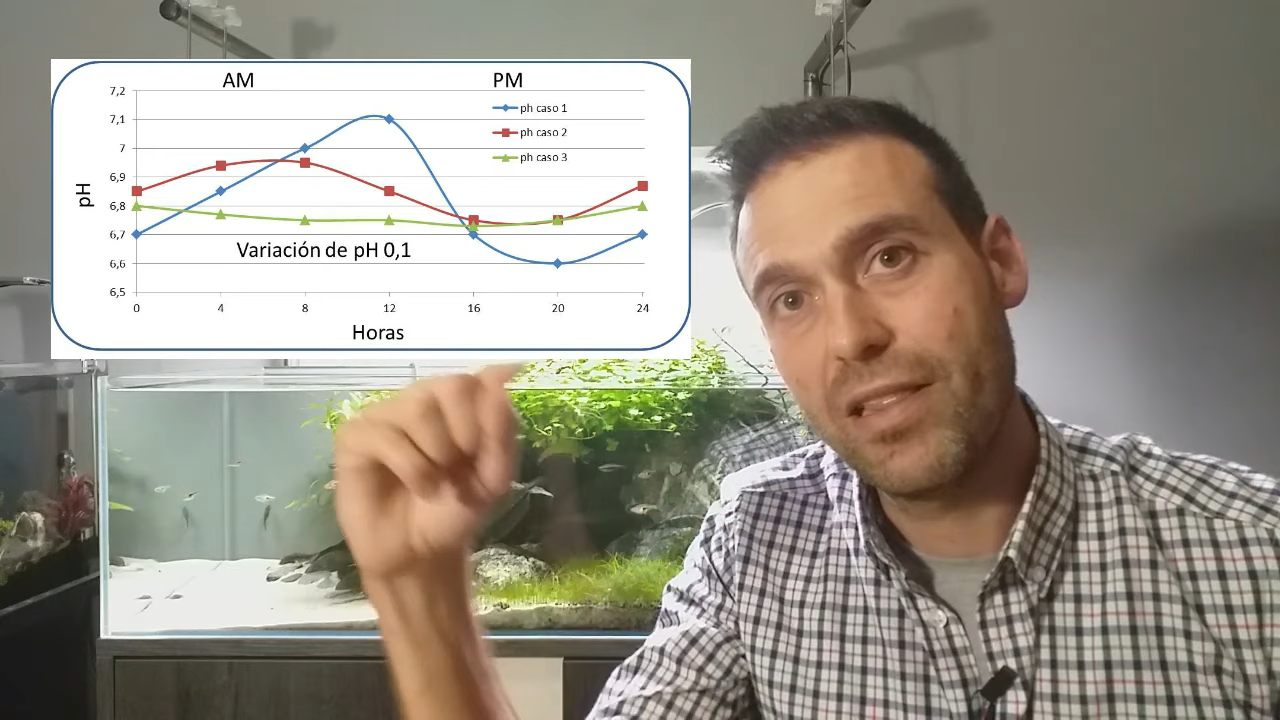 AM PM
7,2
7,1
7
6,9
6,8
6,7
6,6
6,5
pH
ph caso 1
ph caso 2
ph caso 3
Variación de pH 0,1
0 4 8 12 16 20 24
Horas